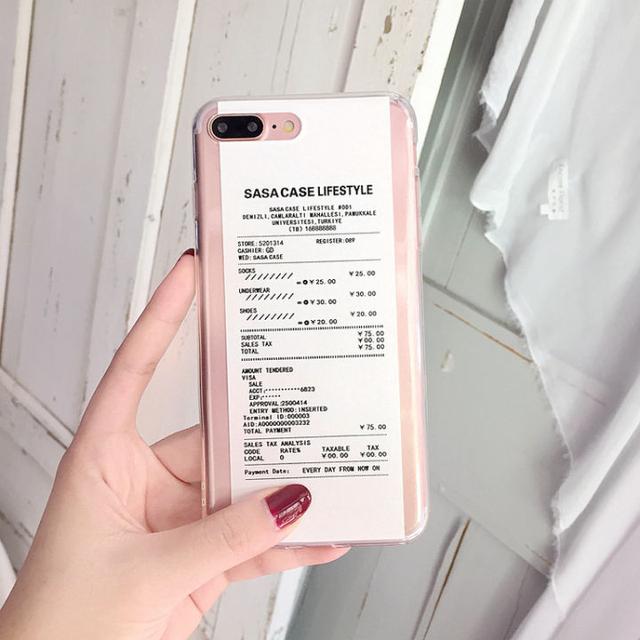 SASA CASE LIFESTYLE
SASA CASE LIFESTYLE #001
DENIZLI, CAMLARALTI MAHALLESI, PAMUKKALE
UNIVERSITESI, TURKIYE
(TB) 166888888
STORE: 5201314 REGISTER: 089
CASHIER: GD
WED: SASA CASE
SOCKS ¥25.00
///////// =@¥25.00
UNDERWEAR ¥30.00
///////// =@¥30.00
SHOES ¥20.00
///////// =@¥20.00
SUBTOTAL ¥75.00
SALES TAX ¥00.00
TOTAL ¥75.00
AMOUNT TENDERED
VISA
SALE
ACCT:***********6823
EXP:******
APPROVAL:2500414
ENTRY METHOD:INSERTED
Terminal ID:000003
AID:A0000000003232
TOTAL PAYMENT ¥75.00
SALES TAX ANALYSIS
CODE RATE% TAXABLE TAX
LOCAL 0 ¥00.00 ¥00.00
Payment Date: EVERY DAY FROM NOW ON